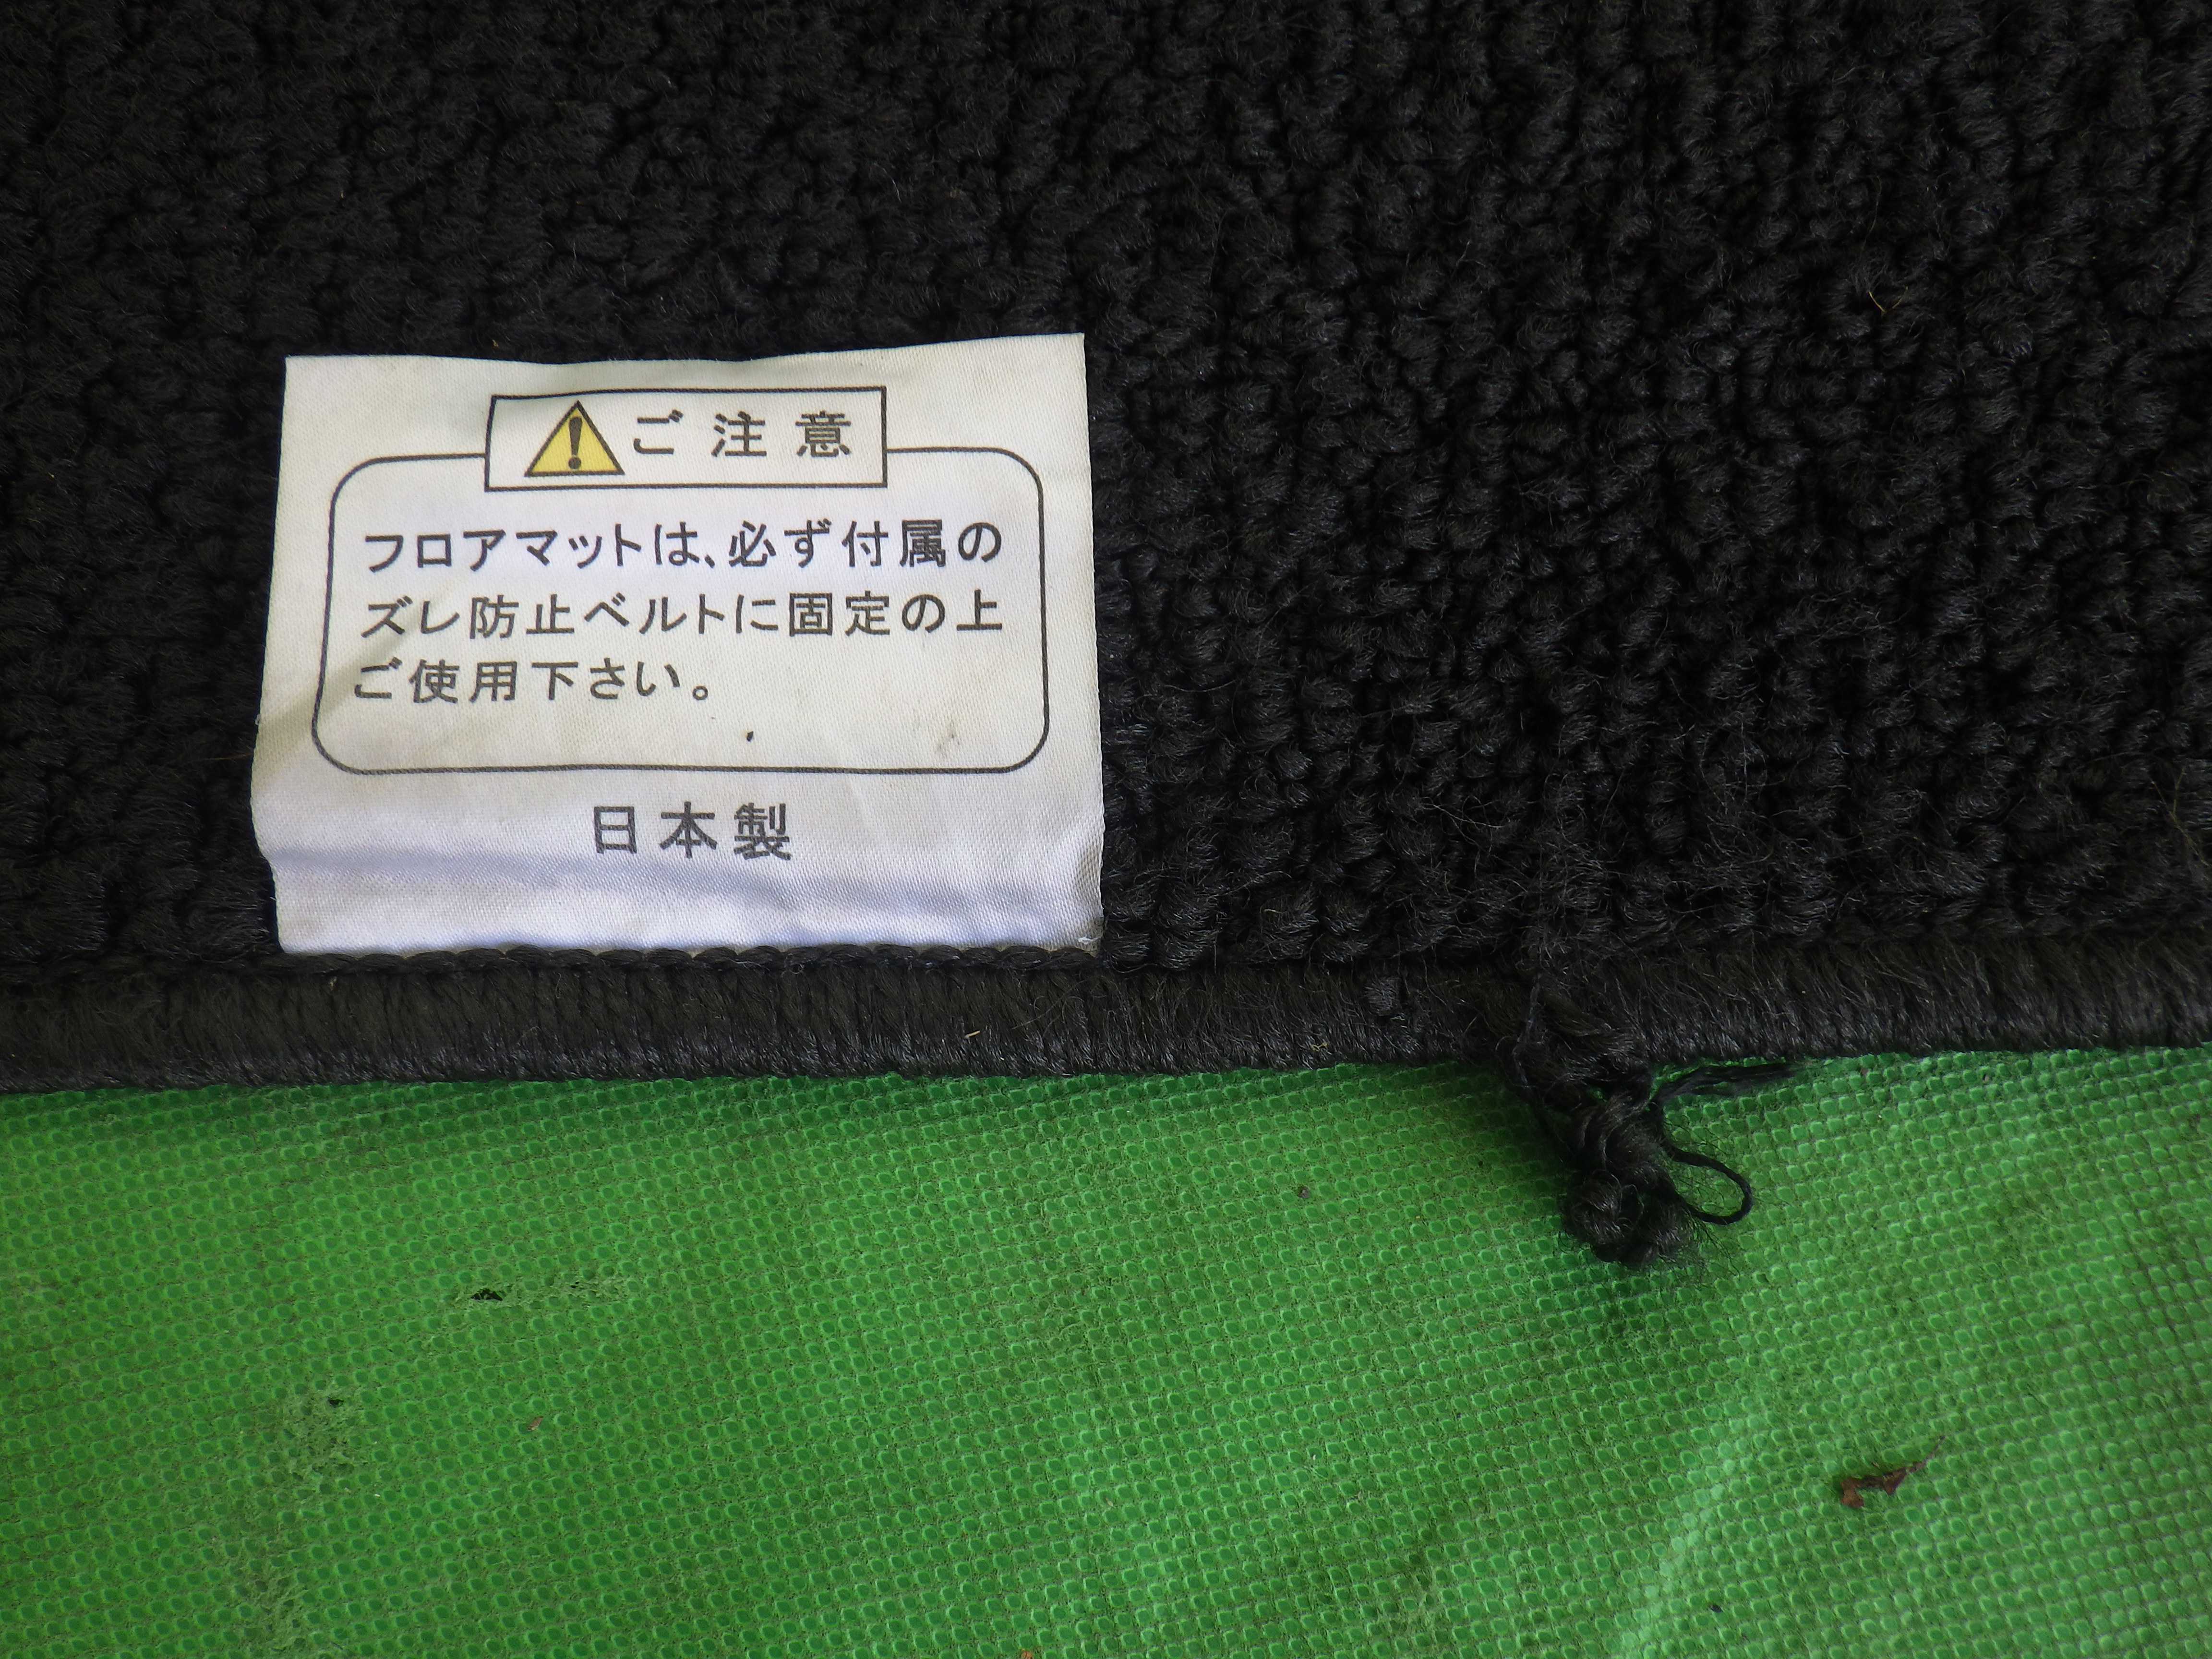 ご注意
フロアマットは、必ず付属の
ズレ防止ベルトに固定の上
ご使用下さい。
日本製